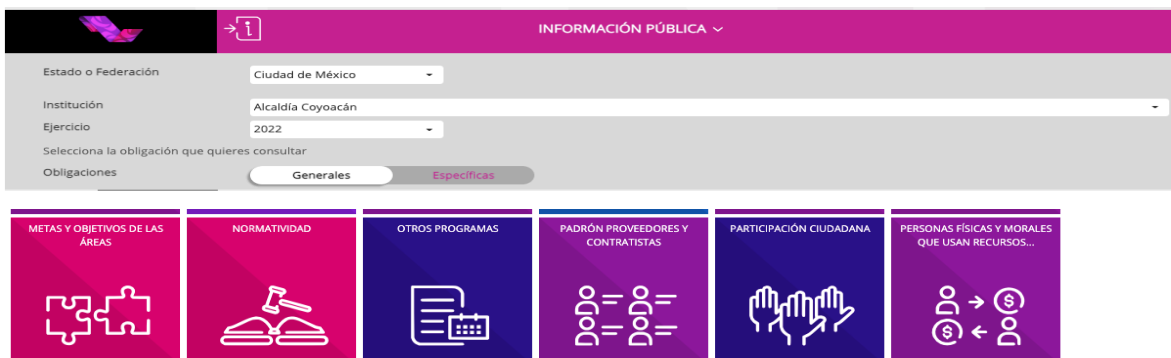 INFORMACIÓN PÚBLICA
Estado o Federación
Ciudad de México
Institución
Alcaldía Coyoacán
Ejercicio
2022
Selecciona la obligación que quieres consultar
Obligaciones
Generales
Específicas
METAS Y OBJETIVOS DE LAS
ÁREAS
NORMATIVIDAD
OTROS PROGRAMAS
PADRÓN PROVEEDORES Y
CONTRATISTAS
PARTICIPACIÓN CIUDADANA
PERSONAS FÍSICAS Y MORALES
QUE USAN RECURSOS...